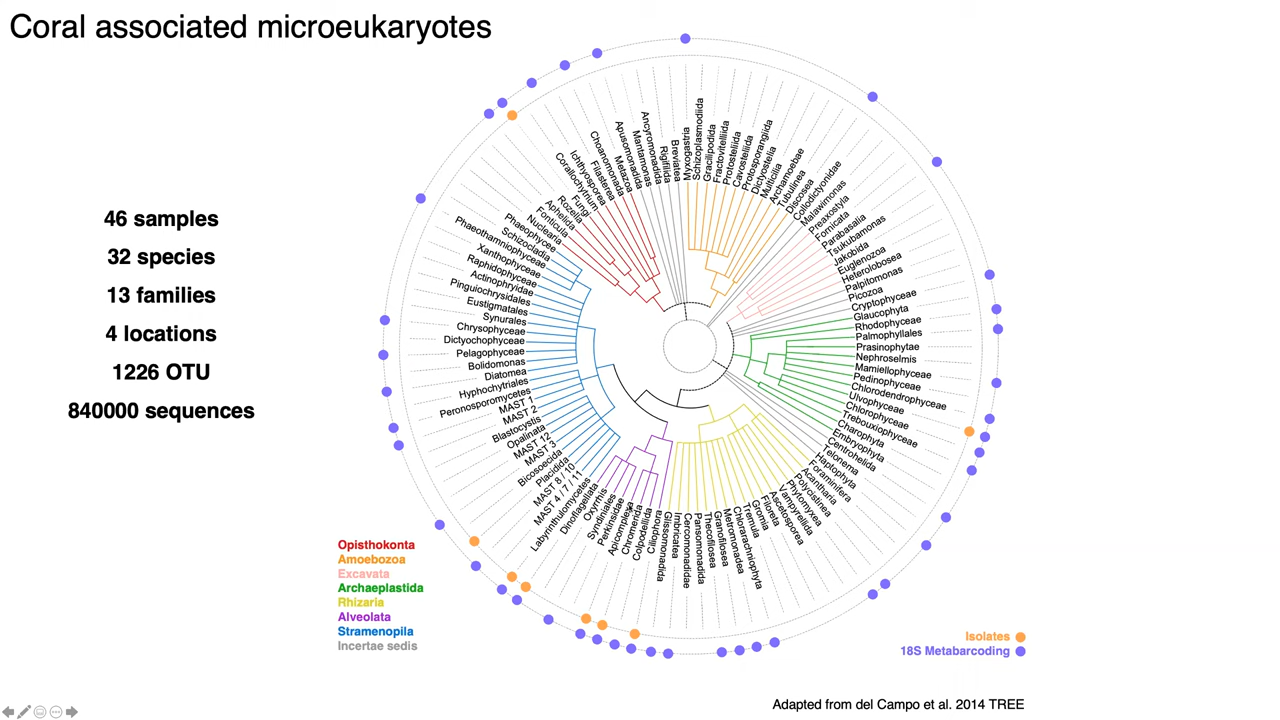 Coral associated microeukaryotes
46 samples
32 species
13 families
4 locations
1226 OTU
840000 sequences
Myxogastria
Schizoplasmodiida
Gracilipodida
Fractovitelliida
Protosteliida
Cavosteliida
Protosporangiida
Dictyostelia
Multicilia
Archamoebae
Tubulinea
Discosea
Collodictyonidae
Malawimonas
Preaxostyla
Fornicata
Parabasalia
Tsukubamonas
Jakobida
Euglenozoa
Heterolobosea
Palpitomonas
Picozoa
Cryptophyceae
Glaucophyta
Rhodophyceae
Palmophyllales
Prasinophytae
Nephroselmis
Mamiellophyceae
Pedinophyceae
Chlorodendrophyceae
Ulvophyceae
Chlorophyceae
Trebouxiophyceae
Charophyta
Embryophyta
Centrohelida
Telonema
Haptophyta
Foraminifera
Acantharia
Polycistinea
Phytomyxea
Vampyrellida
Ascetosporea
Filoreta
Gromia
Tremula
Chlorarachniophyta
Metromonadea
Granofilosea
Thecofilosea
Pansomonadida
Cercomonadidae
Imbricatea
Glissomonadida
Ciliophora
Colpodellida
Chromerida
Apicomplexa
Perkinsidae
Syndiniales
Oxyrrhis
Dinoflagellata
Labyrinthulomycetes
MAST 4 / 7 / 11
MAST 8 / 10
Placidida
Bicosoecida
MAST 3
MAST 12
Opalinata
Blastocystis
MAST 2
MAST 1
Peronosporomycetes
Hyphochytriales
Diatomea
Bolidomonas
Pelagophyceae
Dictyochophyceae
Chrysophyceae
Synurales
Eustigmatales
Pinguiochrysidales
Actinophryidae
Raphidophyceae
Xanthophyceae
Phaeothamniophyceae
Schizocladia
Phaeophycee
Nuclearia
Fonticula
Aphelida
Rozella
Fungi
Corallochytrium
Ichthyosporea
Filasterea
Choanomonada
Metazoa
Apusomonadida
Mantamonas
Ancyromonadida
Rigifilida
Breviatea
Opisthokonta
Amoebozoa
Excavata
Archaeplastida
Rhizaria
Alveolata
Stramenopila
Incertae sedis
Isolates
18S Metabarcoding
Adapted from del Campo et al. 2014 TREE